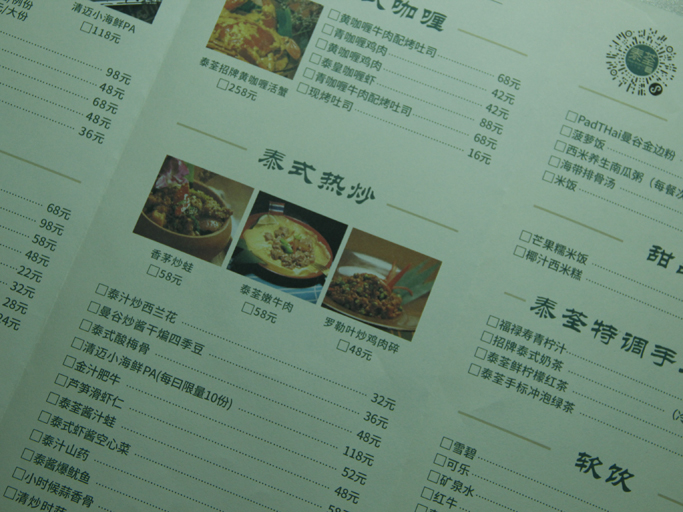 清迈小海鲜PA
□118元
98元
48元
68元
48元
36元
68元
98元
58元
48元
22元
32元
28元
24元
式咖喱
泰荃招牌黄咖喱活蟹
□258元
□黄咖喱牛肉配烤吐司 68元
□青咖喱鸡肉 42元
□黄咖喱鸡肉 42元
□泰皇咖喱虾 88元
□青咖喱牛肉配烤吐司 68元
□现烤吐司 16元
泰式热炒
香茅炒蛙
□58元
泰荃嫩牛肉
□58元
罗勒叶炒鸡肉碎
□48元
□泰汁炒西兰花 32元
□曼谷炒酱干煸四季豆 36元
□泰式酸梅骨 48元
□清迈小海鲜PA(每日限量10份) 118元
□金汁肥牛 52元
□芦笋滑虾仁 48元
□泰荃酱汁蛙
□泰式虾酱空心菜
□泰汁山药
□泰酱爆鱿鱼
□小时候蒜香骨
□清炒时蔬
□PadTHai曼谷金边粉
□菠萝饭
□西米养生南瓜粥（每餐
□海带排骨汤
□米饭
甜
□芒果糯米饭
□椰汁西米糕
泰荃特调手
□福禄寿青柠汁
□招牌泰式奶茶
□泰荃鲜柠檬红茶
□泰荃手标冲泡绿茶
软饮
□雪碧
□可乐
□矿泉水
□红牛